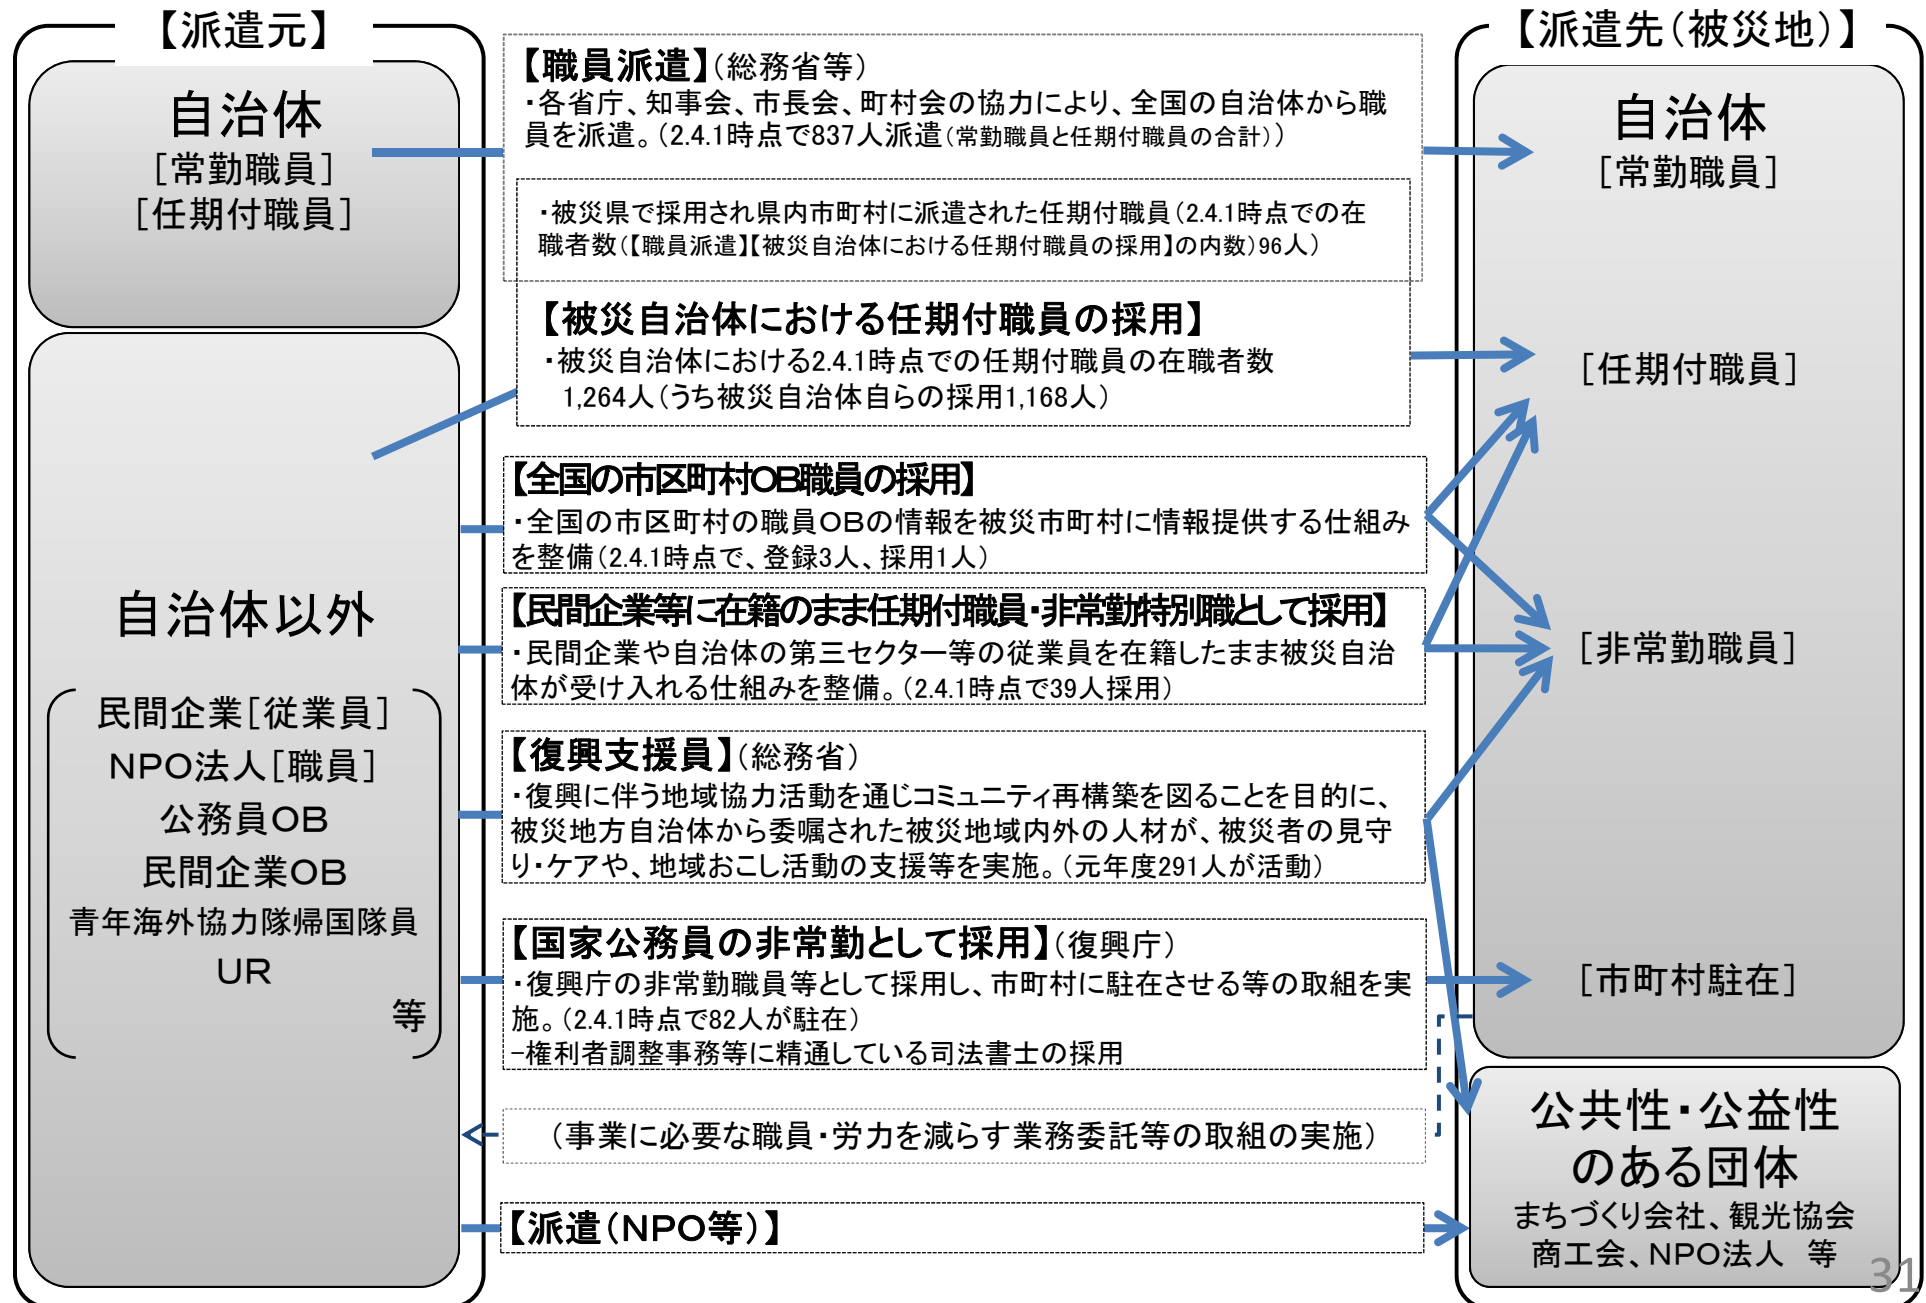 【派遣元】
自治体
[常勤職員]
[任期付職員]
自治体以外
民間企業[従業員]
NPO法人[職員]
公務員OB
民間企業OB
青年海外協力隊帰国隊員
UR
等
【職員派遣】(総務省等)
・各省庁、知事会、市長会、町村会の協力により、全国の自治体から職
員を派遣。(2.4.1時点で837人派遣(常勤職員と任期付職員の合計))
・被災県で採用され県内市町村に派遣された任期付職員(2.4.1時点での在
職者数(【職員派遣】【被災自治体における任期付職員の採用】の内数)96人)
【被災自治体における任期付職員の採用】
・被災自治体における2.4.1時点での任期付職員の在職者数
1,264人(うち被災自治体自らの採用1,168人)
【全国の市区町村OB職員の採用】
・全国の市区町村の職員OBの情報を被災市町村に情報提供する仕組み
を整備(2.4.1時点で、登録3人、採用1人)
【民間企業等に在籍のまま任期付職員・非常勤特別職として採用】
・民間企業や自治体の第三セクター等の従業員を在籍したまま被災自治
体が受け入れる仕組みを整備。(2.4.1時点で39人採用)
【復興支援員】(総務省)
・復興に伴う地域協力活動を通じコミュニティ再構築を図ることを目的に、
被災地方自治体から委嘱された被災地域内外の人材が、被災者の見守
り・ケアや、地域おこし活動の支援等を実施。(元年度291人が活動)
【国家公務員の非常勤として採用】(復興庁)
・復興庁の非常勤職員等として採用し、市町村に駐在させる等の取組を実
施。(2.4.1時点で82人が駐在)
-権利者調整事務等に精通している司法書士の採用
(事業に必要な職員・労力を減らす業務委託等の取組の実施)
【派遣(NPO等)】
【派遣先(被災地)】
自治体
[常勤職員]
[任期付職員]
[非常勤職員]
[市町村駐在]
公共性・公益性
のある団体
まちづくり会社、観光協会
商工会、NPO法人 等
31